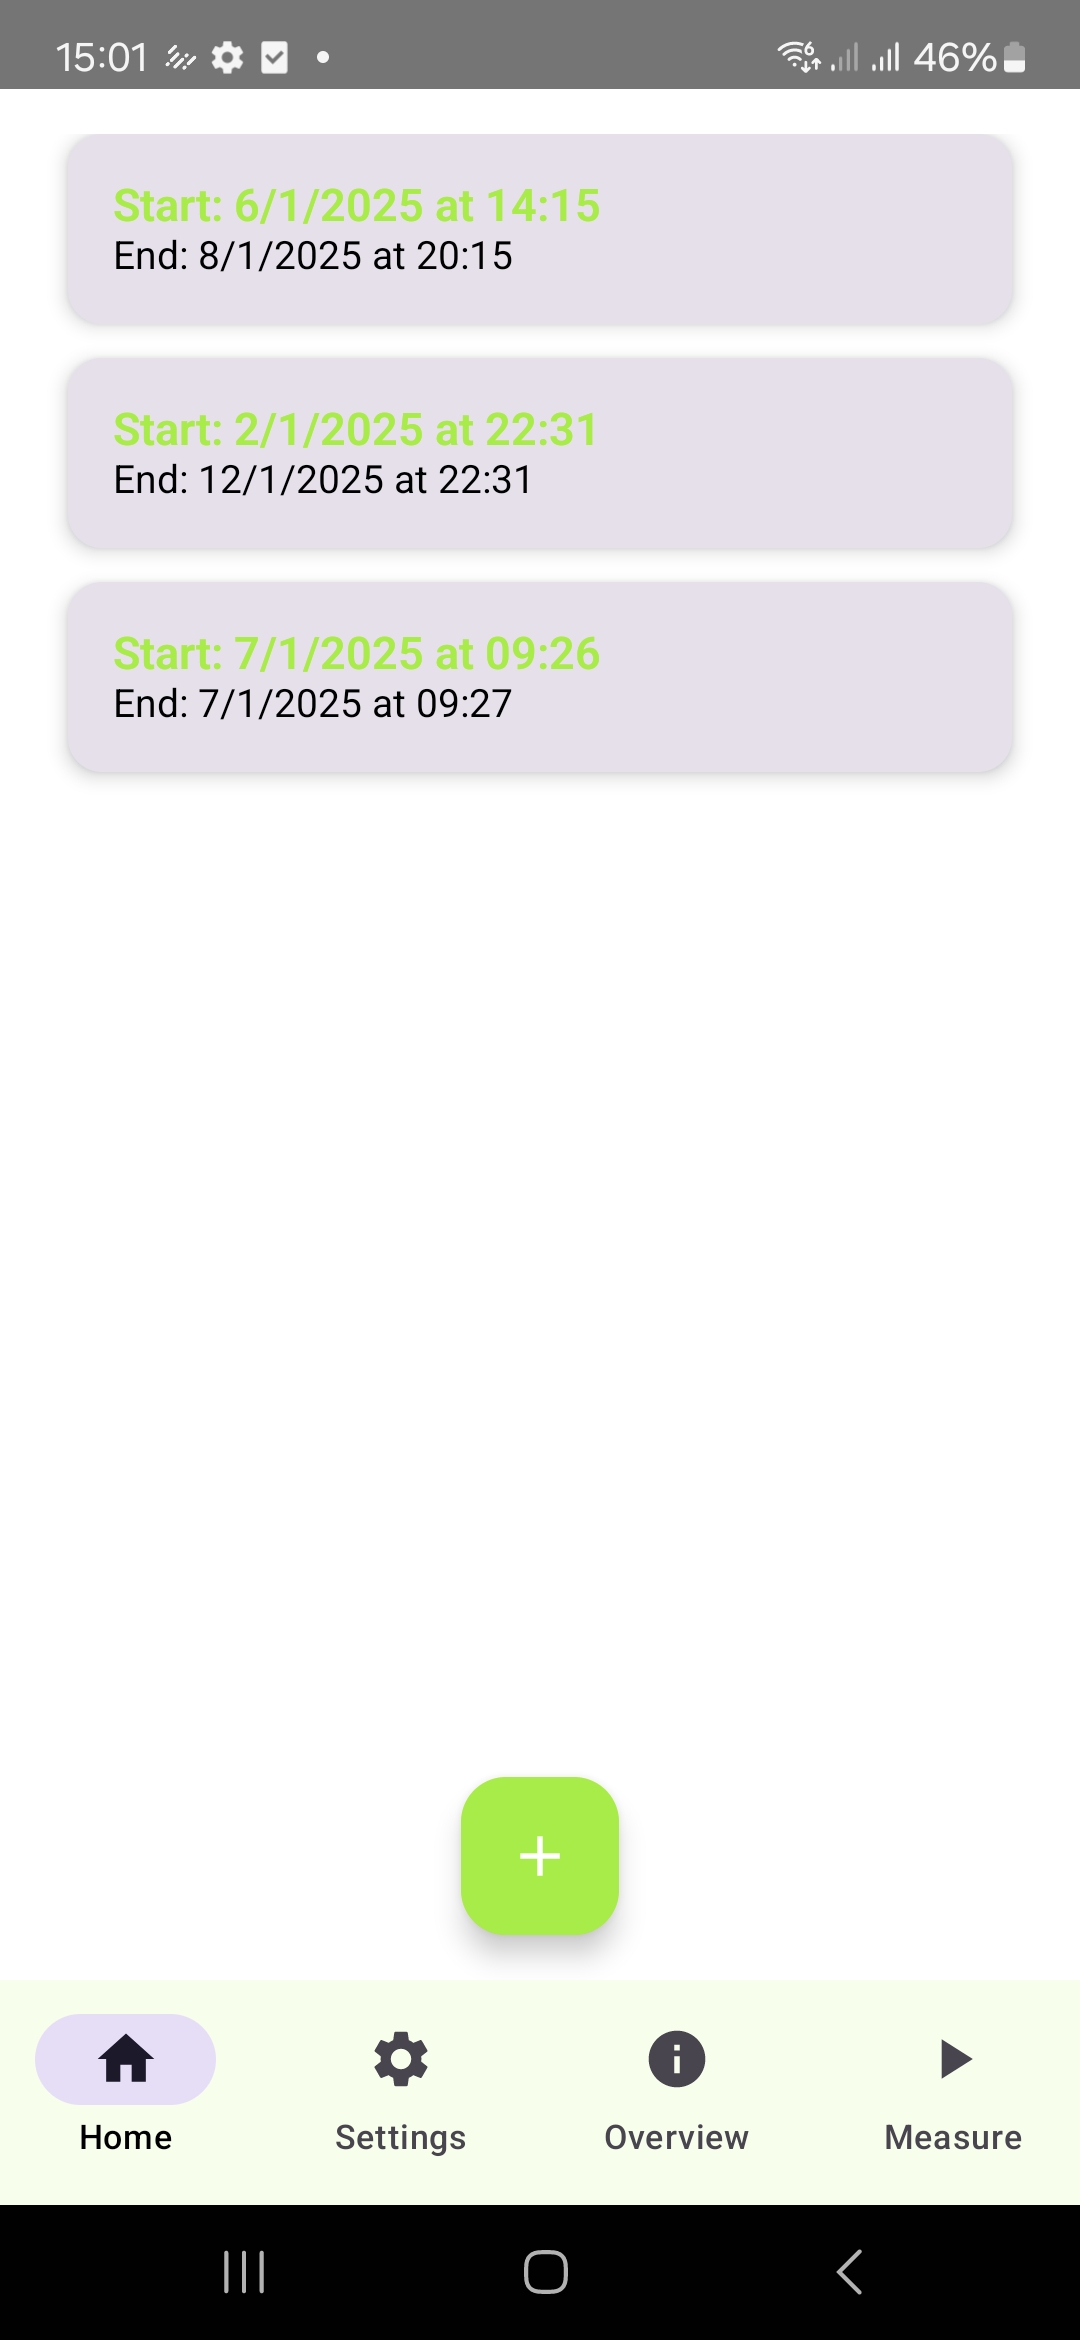 15:01 46%
Start: 6/1/2025 at 14:15
End: 8/1/2025 at 20:15
Start: 2/1/2025 at 22:31
End: 12/1/2025 at 22:31
Start: 7/1/2025 at 09:26
End: 7/1/2025 at 09:27
Home Settings Overview Measure